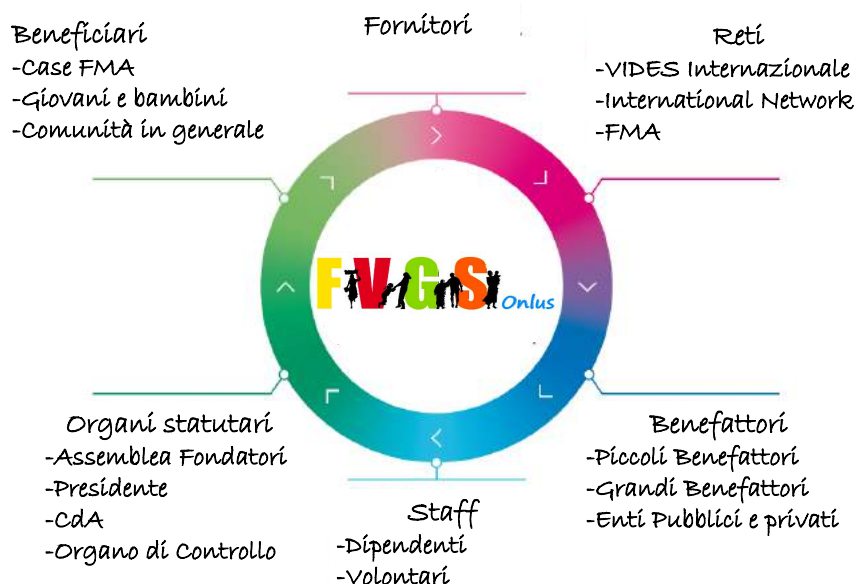 Fornitori
Beneficiari
-Case FMA
-Giovani e bambini
-Comunità in generale
Reti
-VIDES Internazionale
-International Network
-FMA
FVGS Onlus
Organi statutari
-Assemblea Fondatori
-Presidente
-CdA
-Organo di Controllo
Benefattori
-Piccoli Benefattori
-Grandi Benefattori
-Enti Pubblici e privati
Staff
-Dipendenti
-Volontari